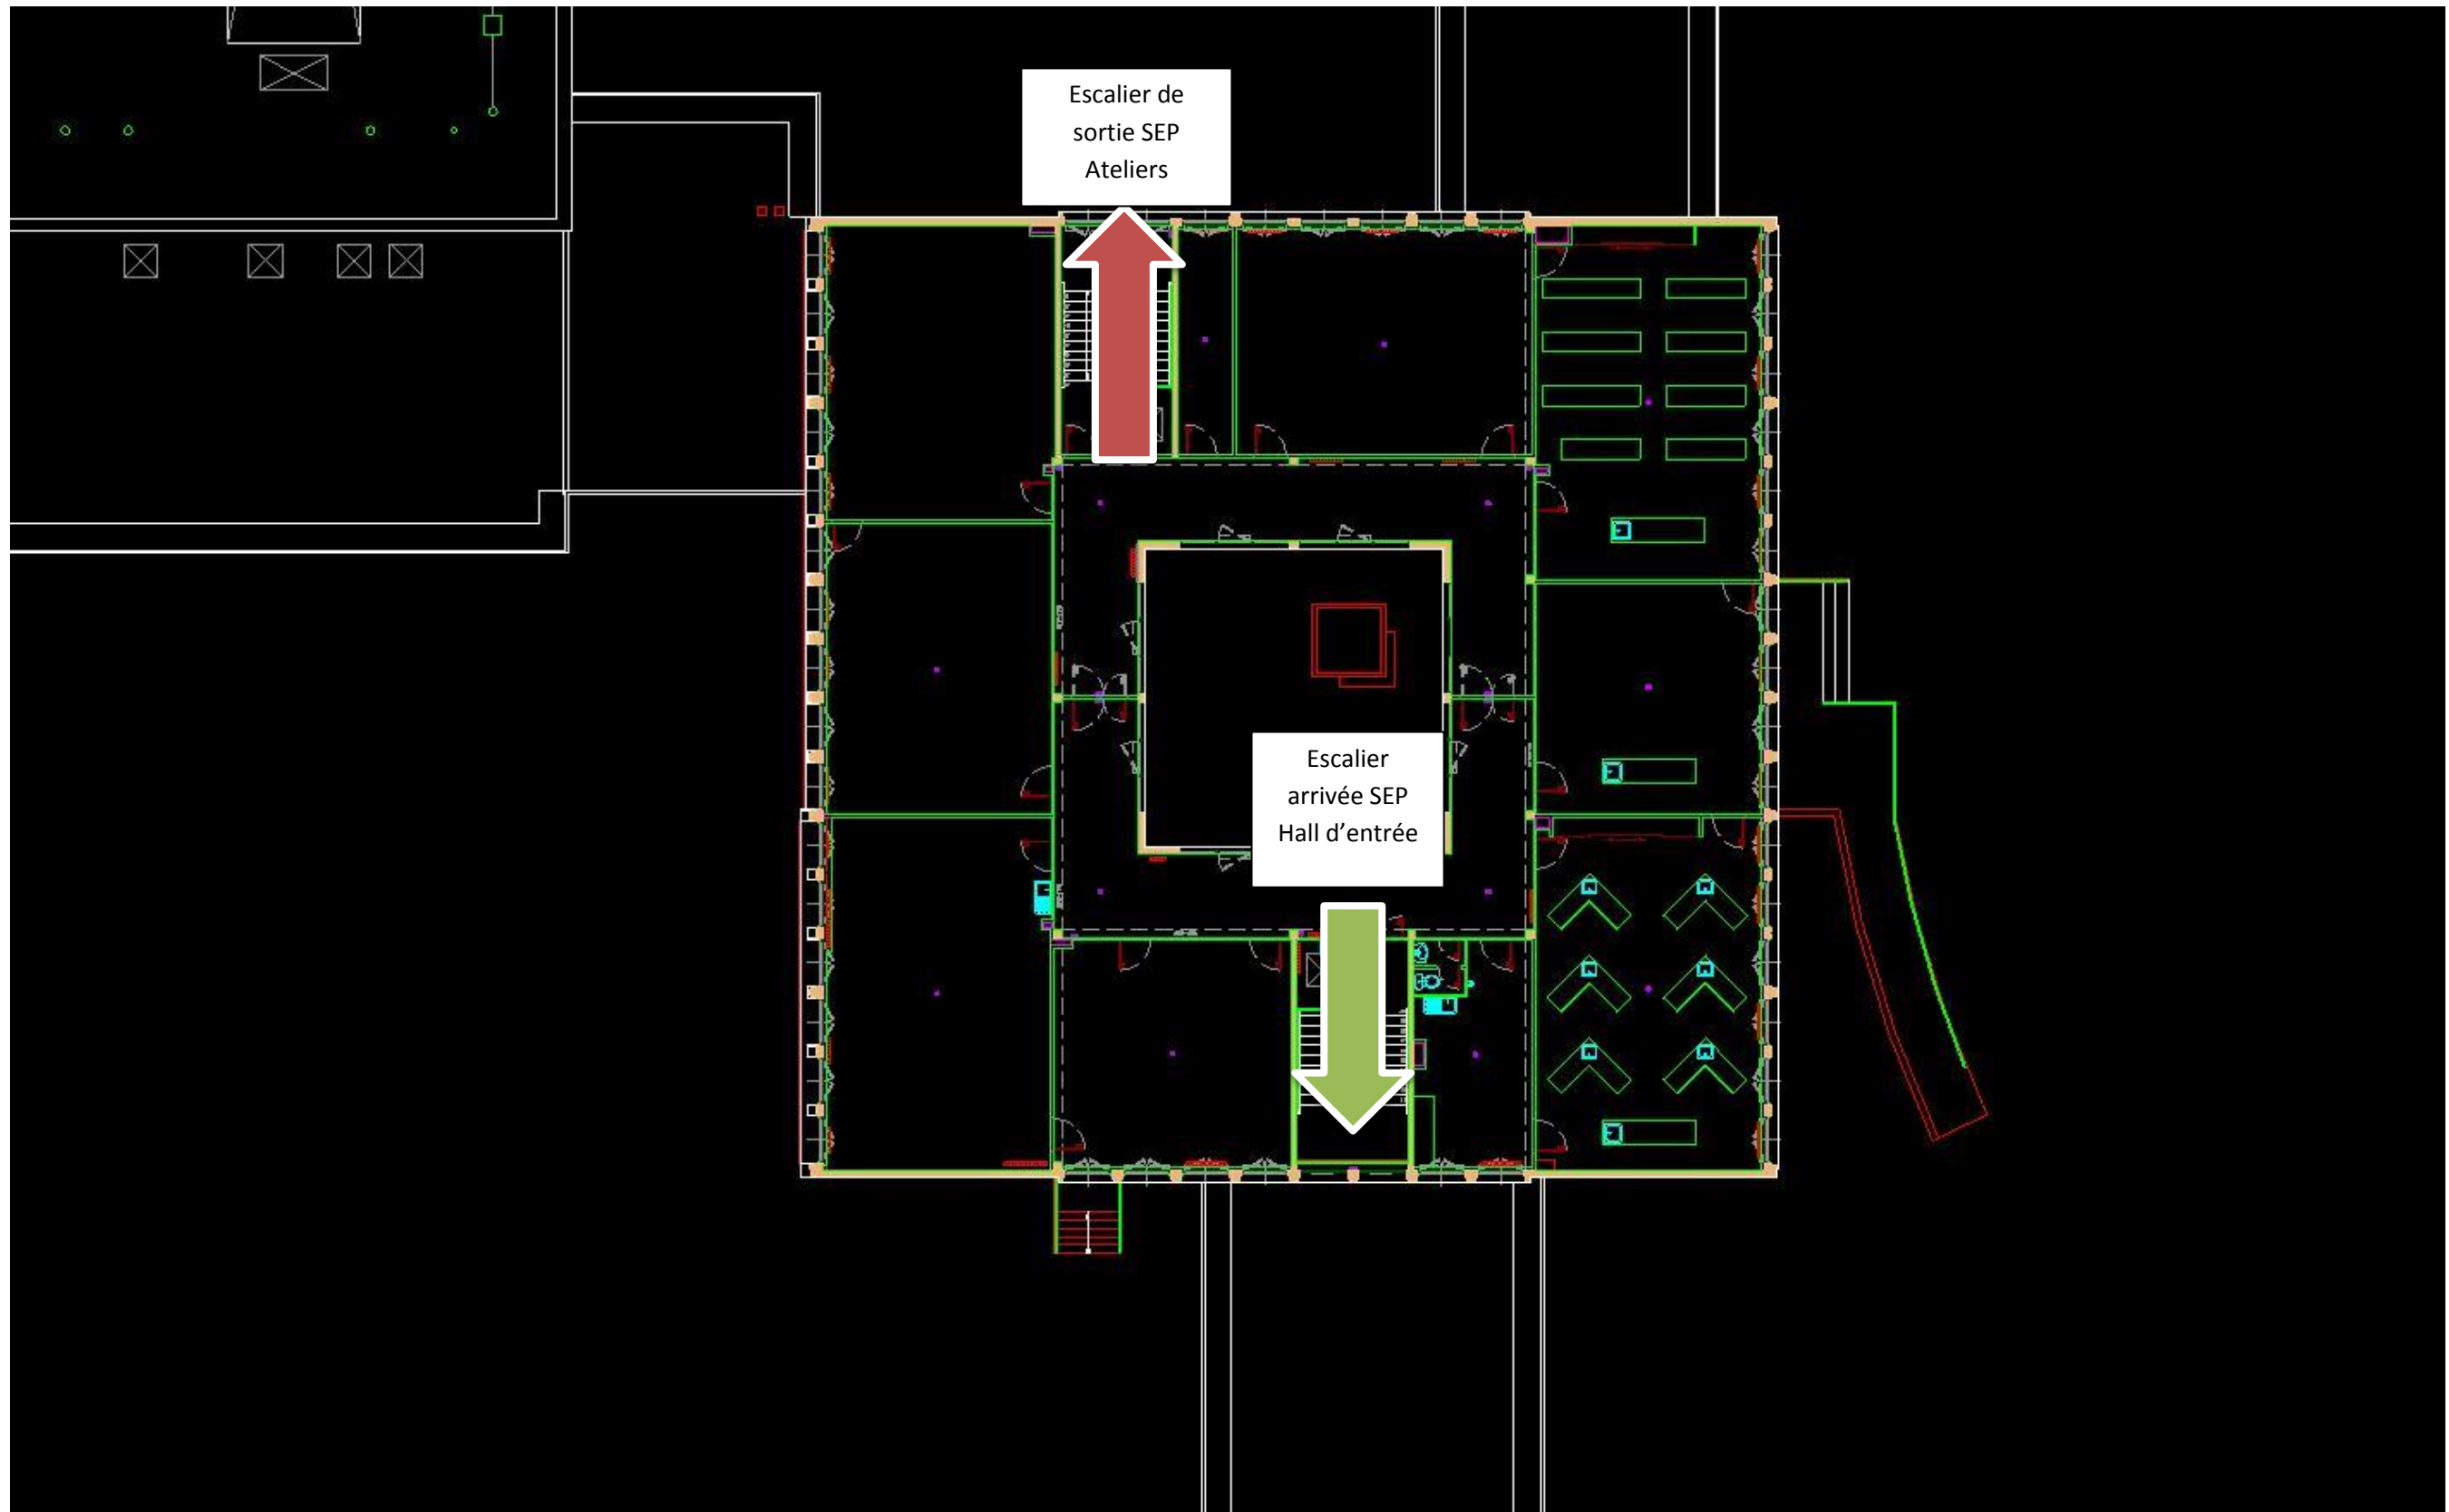 Escalier de
sortie SEP
Ateliers
Escalier
arrivée SEP
Hall d’entrée